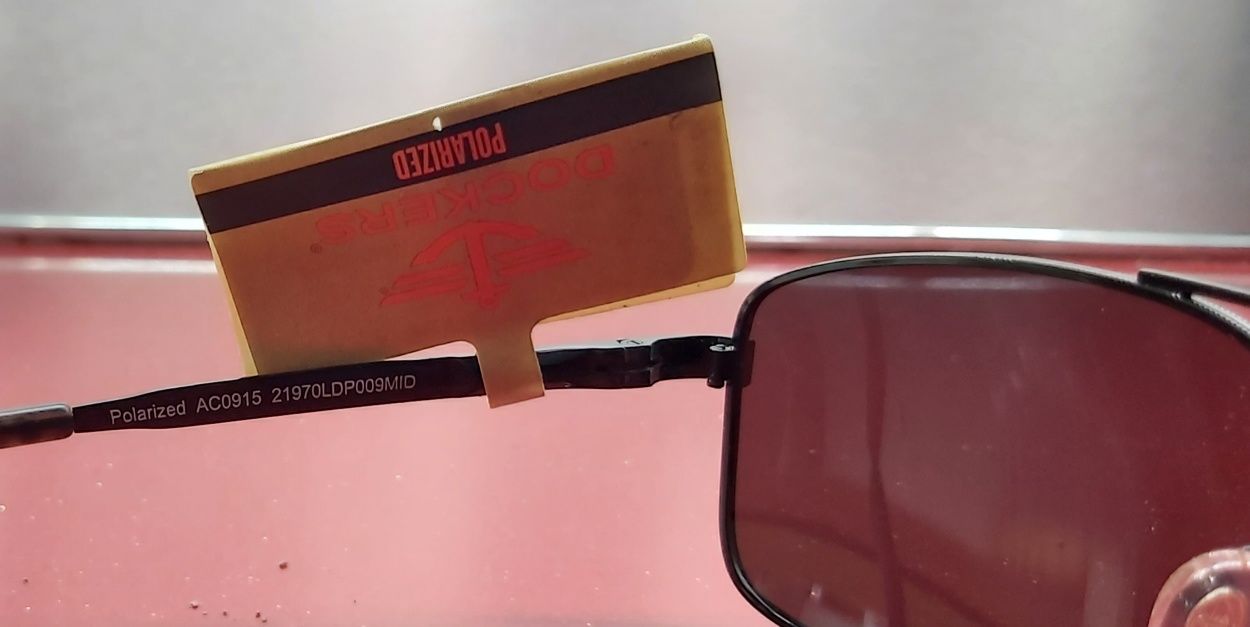 POLARIZED
DOCKERS®
Polarized AC0915 21970LDP009MID